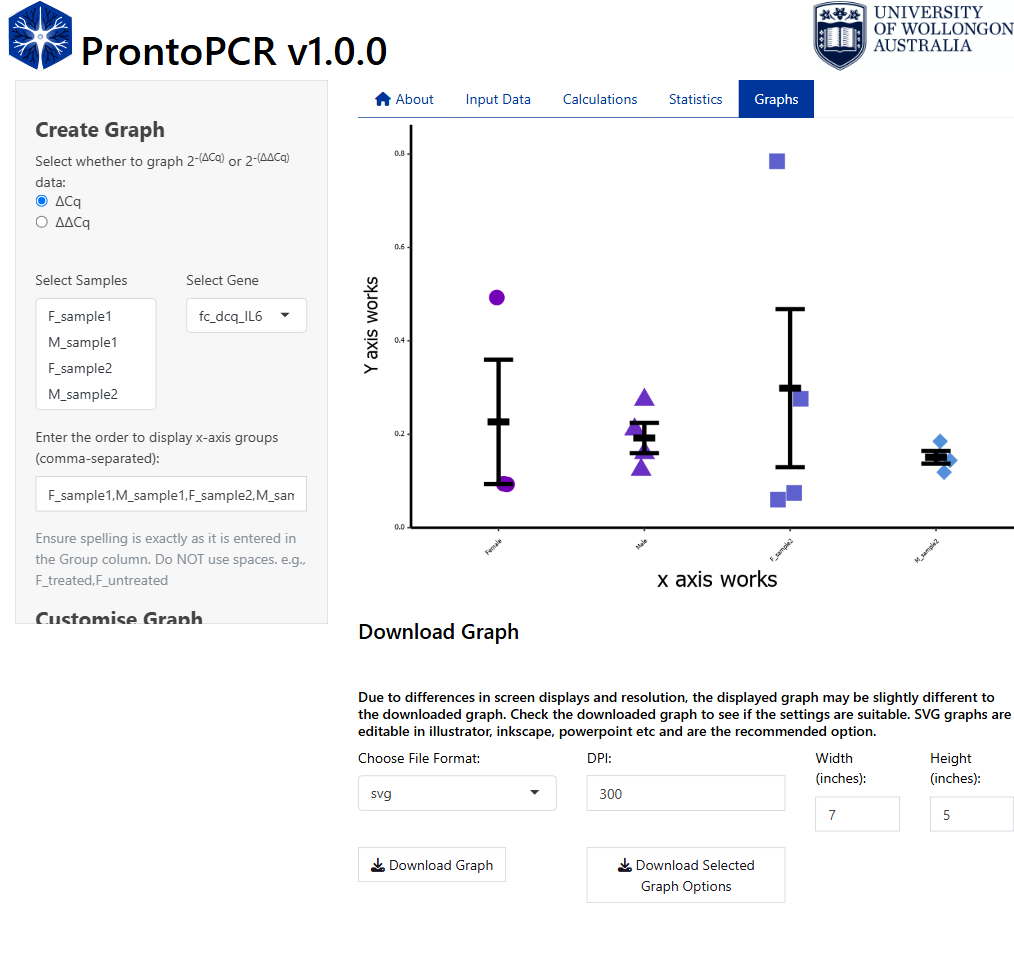 ProntoPCR v1.0.0
UNIVERSITY
OF WOLLONGONG
AUSTRALIA
About
Input Data
Calculations
Statistics
Graphs
Create Graph
Select whether to graph 2-(ΔCq) or 2-(ΔΔCq)
data:
ΔCq
ΔΔCq
Select Samples
F_sample1
M_sample1
F_sample2
M_sample2
Select Gene
fc_dcq_IL6
Enter the order to display x-axis groups
(comma-separated):
F_sample1,M_sample1,F_sample2,M_sam
Ensure spelling is exactly as it is entered in
the Group column. Do NOT use spaces. e.g.,
F_treated,F_untreated
Customise Graph
Y axis works
0.8
0.6
0.4
0.2
0.0
Female
Male
F_sample2
M_sample2
x axis works
Download Graph
Due to differences in screen displays and resolution, the displayed graph may be slightly different to
the downloaded graph. Check the downloaded graph to see if the settings are suitable. SVG graphs are
editable in illustrator, inkscape, powerpoint etc and are the recommended option.
Choose File Format:
svg
DPI:
300
Width
(inches):
7
Height
(inches):
5
Download Graph
Download Selected
Graph Options